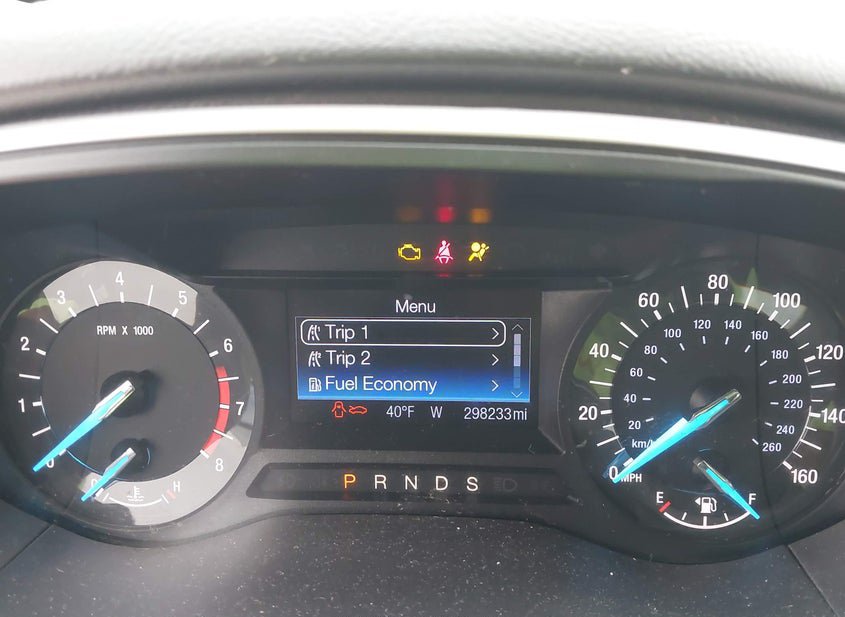 Menu
Trip 1
Trip 2
Fuel Economy
40°F W 298233mi
P R N D S
RPM X 1000
0
1
2
3
4
5
6
7
8
C H
0
20
40
60
80
100
120
140
160
MPH
20
40
60
80
100
120
140
160
180
200
220
240
260
km/h
E F